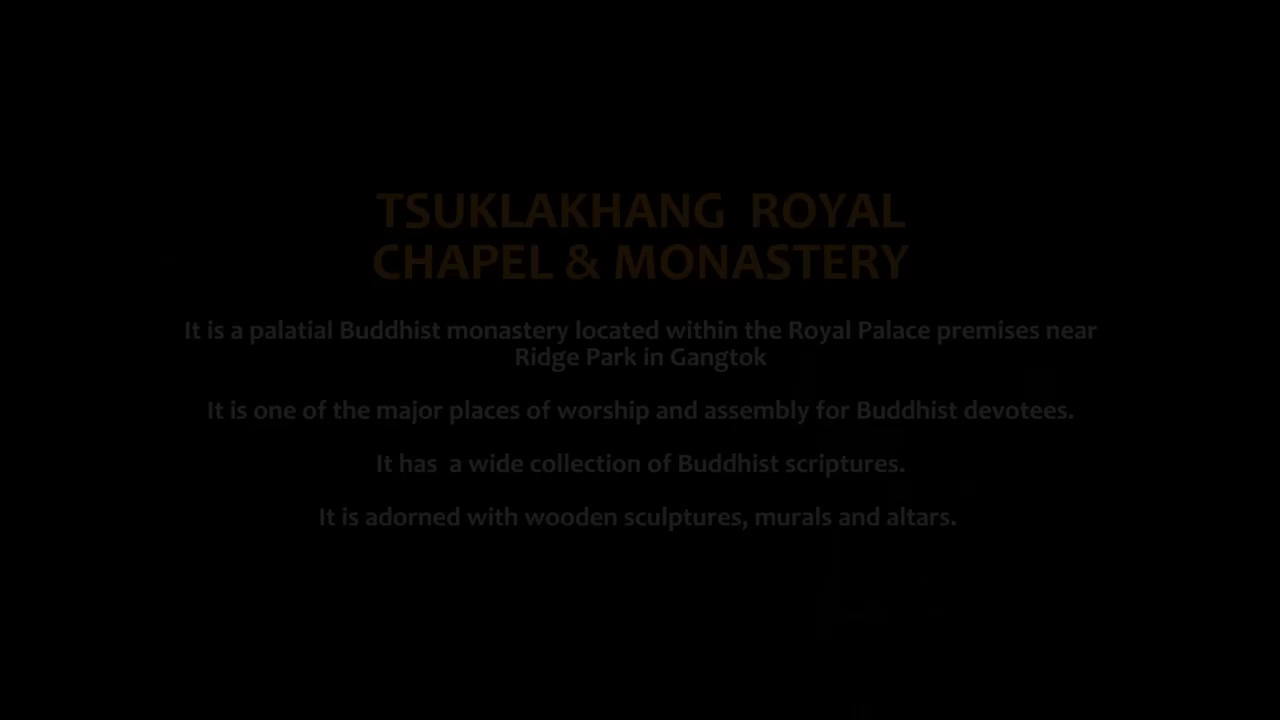 TSUKLAKHANG  ROYAL
CHAPEL & MONASTERY
It is a palatial Buddhist monastery located within the Royal Palace premises near
Ridge Park in Gangtok
It is one of the major places of worship and assembly for Buddhist devotees.
It has  a wide collection of Buddhist scriptures.
It is adorned with wooden sculptures, murals and altars.